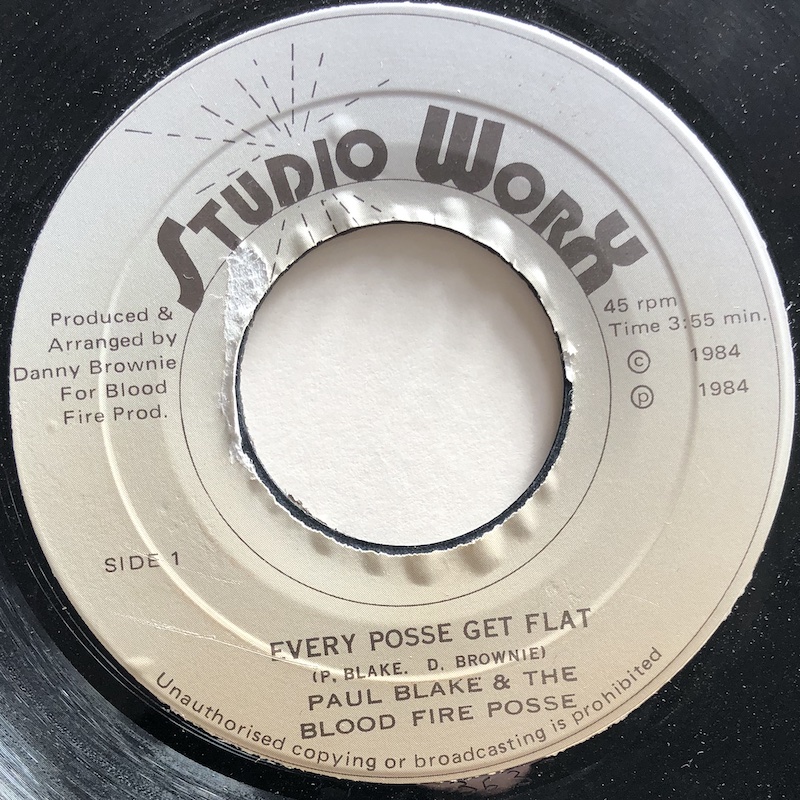 STUDIO WORX
Produced &
Arranged by
Danny Brownie
For Blood
Fire Prod.
45 rpm
Time 3:55 min.
© 1984
℗ 1984
SIDE 1
EVERY POSSE GET FLAT
(P. BLAKE. D. BROWNIE)
PAUL BLAKE & THE
BLOOD FIRE POSSE
Unauthorised copying or broadcasting is prohibited